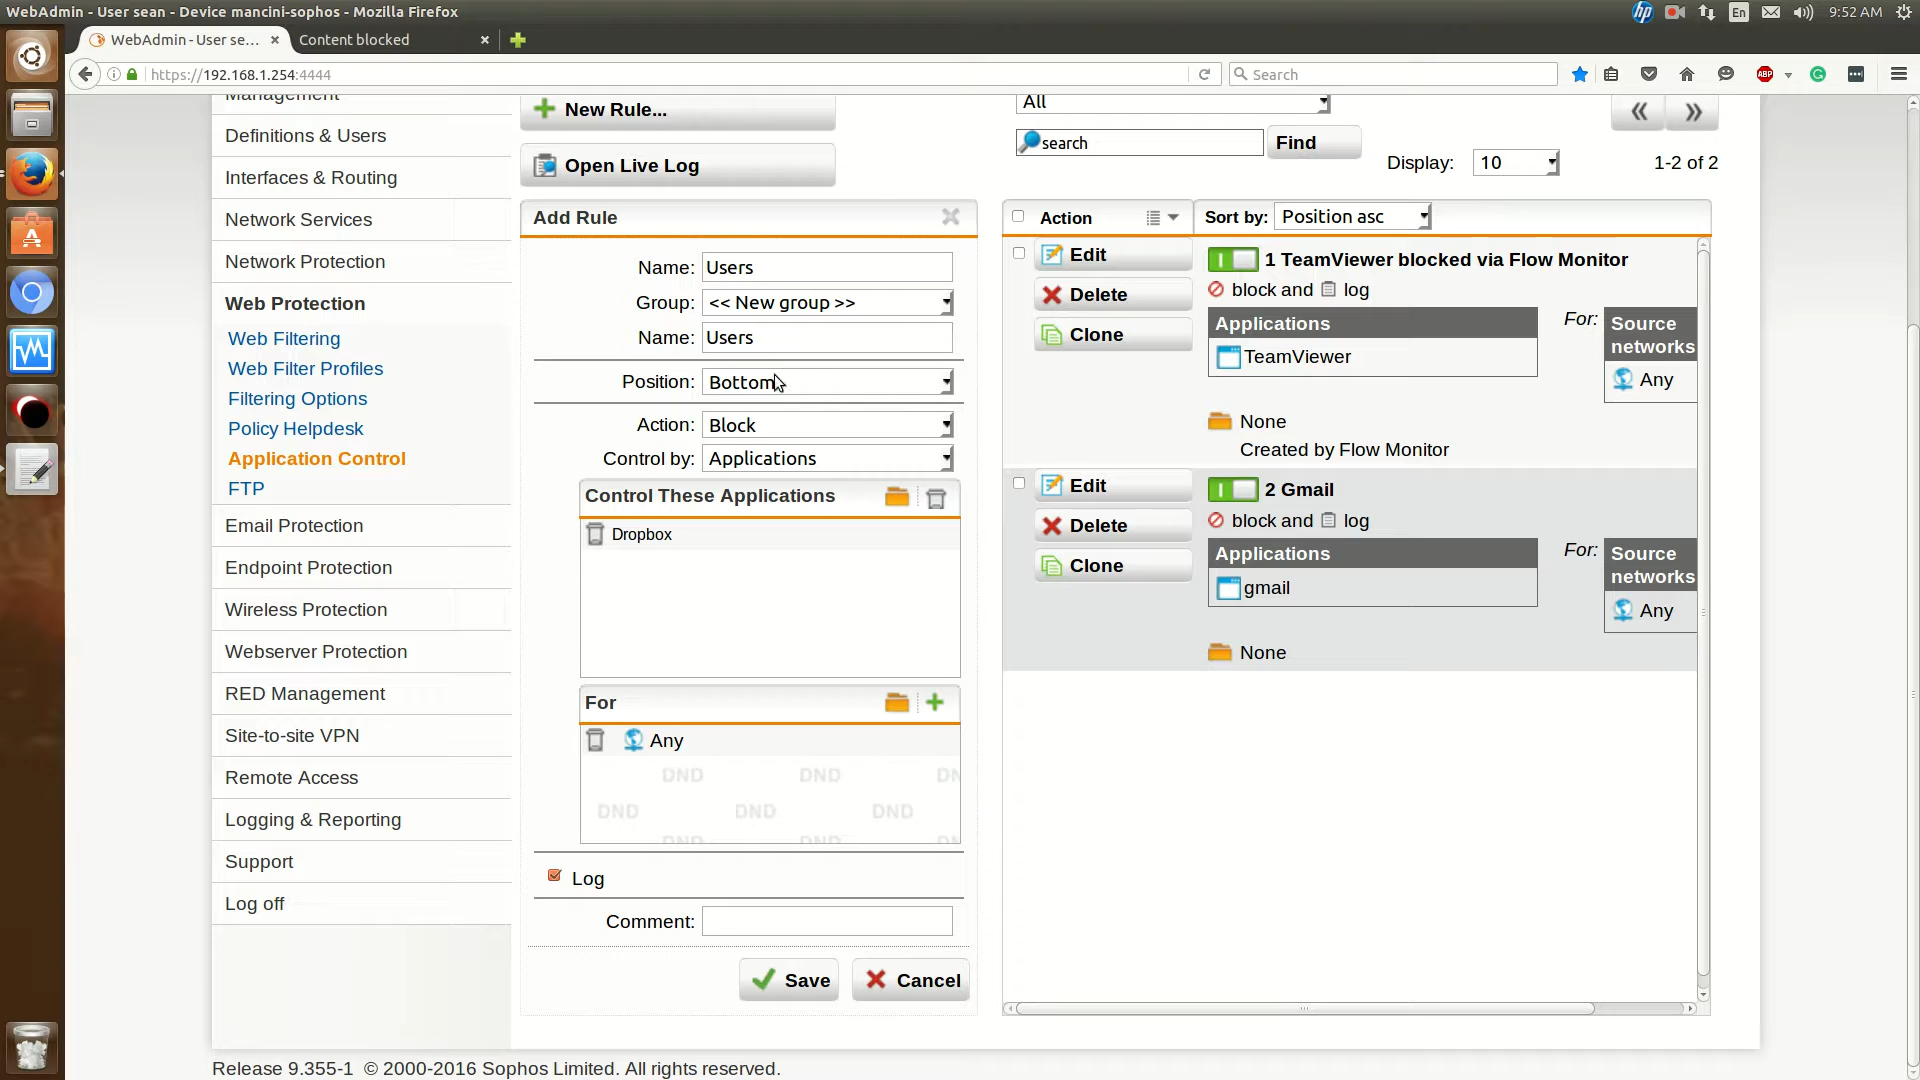 WebAdmin - User sean - Device mancini-sophos - Mozilla Firefox
En
9:52 AM
WebAdmin - User se...
Content blocked
https://192.168.1.254:4444
Search
ABP
Management
Definitions & Users
Interfaces & Routing
Network Services
Network Protection
Web Protection
Web Filtering
Web Filter Profiles
Filtering Options
Policy Helpdesk
Application Control
FTP
Email Protection
Endpoint Protection
Wireless Protection
Webserver Protection
RED Management
Site-to-site VPN
Remote Access
Logging & Reporting
Support
Log off
New Rule...
Open Live Log
Add Rule
Name: Users
Group: << New group >>
Name: Users
Position: Bottom
Action: Block
Control by: Applications
Control These Applications
Dropbox
For
Any
DND DND DN
DND DND DND
DND DND DN
Log
Comment:
Save Cancel
All
search Find
Display: 10 1-2 of 2
Action Sort by: Position asc
Edit
Delete
Clone
1 TeamViewer blocked via Flow Monitor
block and log
Applications
TeamViewer
For:
Source
networks
Any
None
Created by Flow Monitor
Edit
Delete
Clone
2 Gmail
block and log
Applications
gmail
For:
Source
networks
Any
None
Release 9.355-1 © 2000-2016 Sophos Limited. All rights reserved.